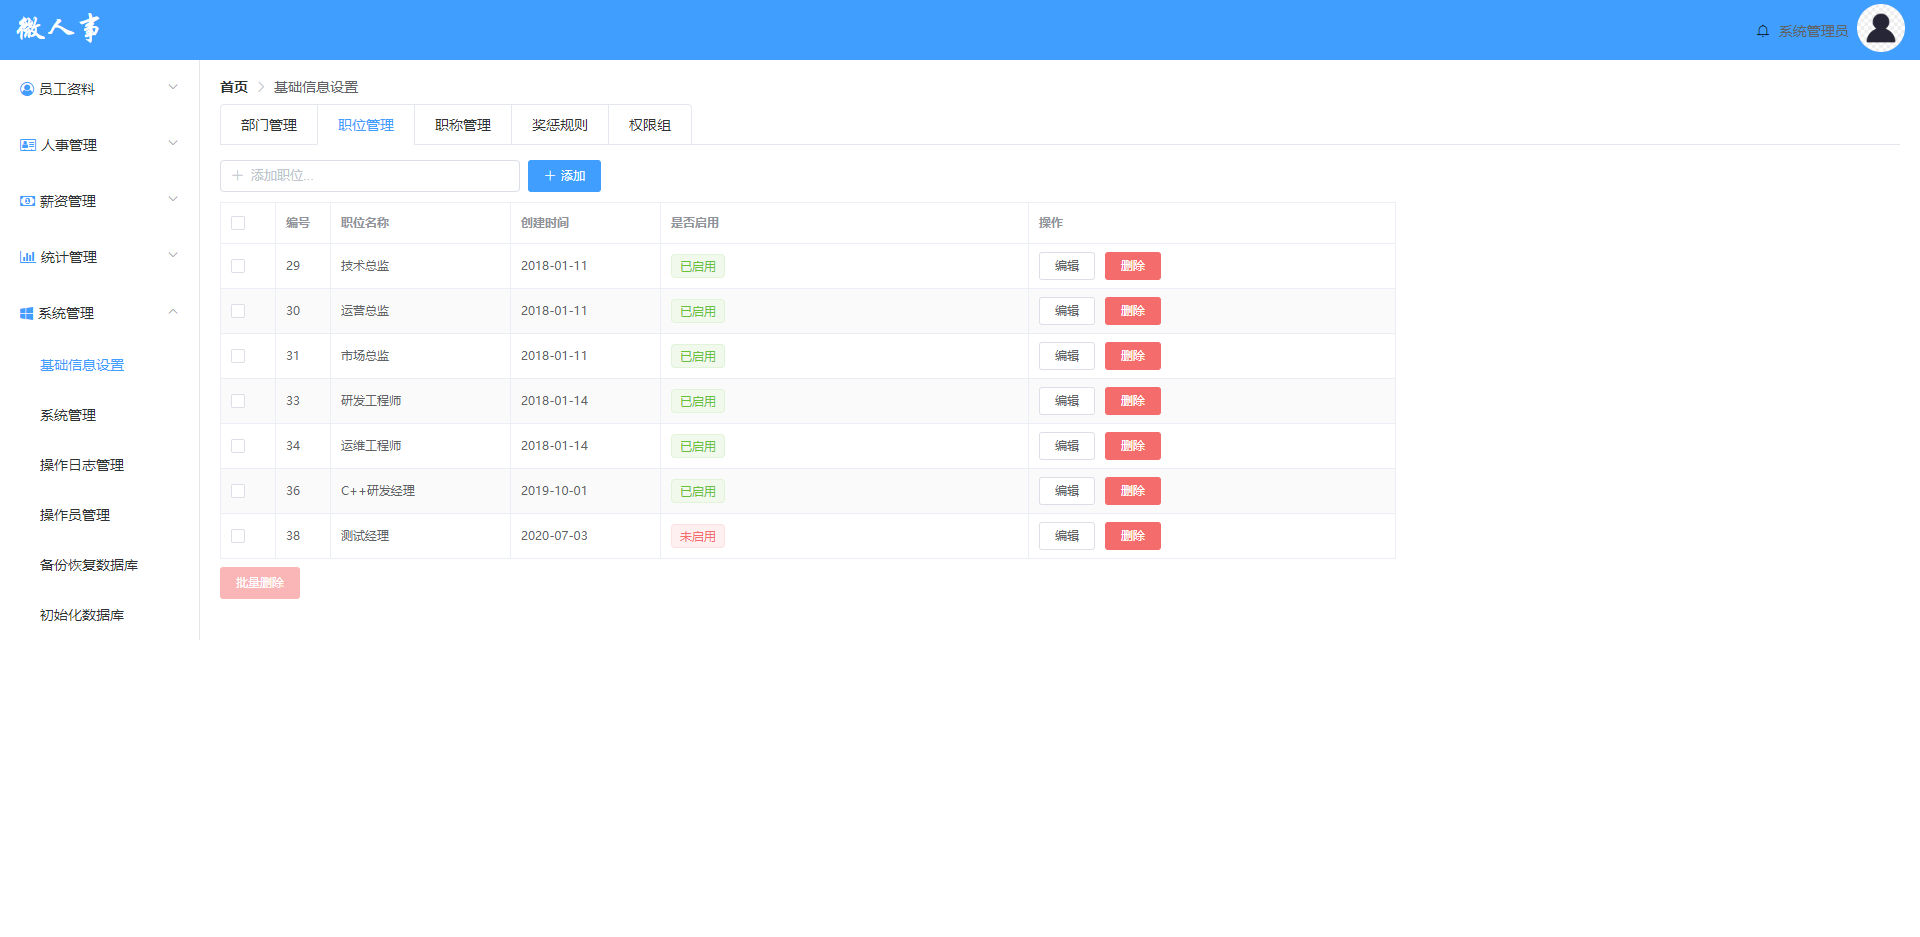 微人事
系统管理员
员工资料
人事管理
薪资管理
统计管理
系统管理
基础信息设置
系统管理
操作日志管理
操作员管理
备份恢复数据库
初始化数据库
首页 基础信息设置
部门管理 职位管理 职称管理 奖惩规则 权限组
添加职位... 添加
编号 职位名称 创建时间 是否启用 操作
29 技术总监 2018-01-11 已启用 编辑 删除
30 运营总监 2018-01-11 已启用 编辑 删除
31 市场总监 2018-01-11 已启用 编辑 删除
33 研发工程师 2018-01-14 已启用 编辑 删除
34 运维工程师 2018-01-14 已启用 编辑 删除
36 C++研发经理 2019-10-01 已启用 编辑 删除
38 测试经理 2020-07-03 未启用 编辑 删除
批量删除